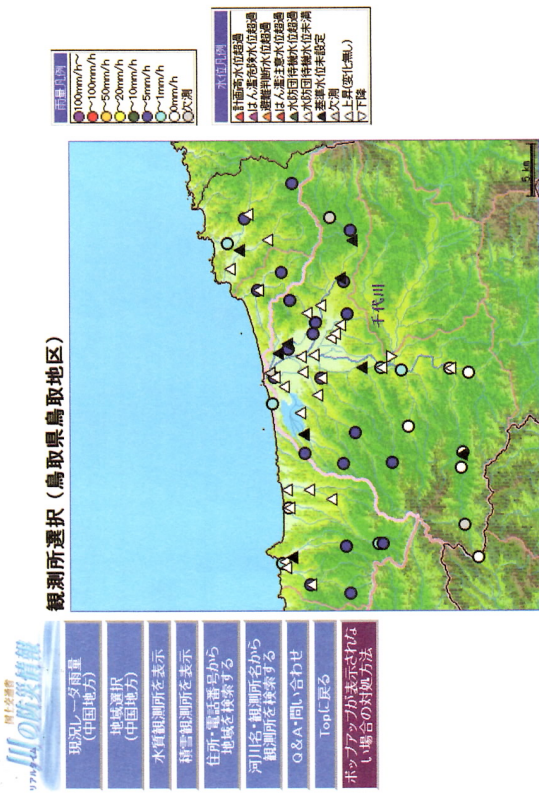 国土交通省
リアルタイム 川の防災情報
現況レーダ雨量
(中国地方)
地域選択
(中国地方)
水質観測所を表示
積雪観測所を表示
住所・電話番号から
地域を検索する
河川名・観測所名から
観測所を検索する
Q&A・問い合わせ
Topに戻る
ポップアップが表示されな
い場合の対処方法
観測所選択(鳥取県鳥取地区)
千代川
5 km
雨量凡例
100mm/h~
~100mm/h
~50mm/h
~20mm/h
~10mm/h
~5mm/h
~1mm/h
0mm/h
欠測
水位凡例
計画高水位超過
はん濫危険水位超過
避難判断水位超過
はん濫注意水位超過
水防団待機水位超過
水防団待機水位未満
基準水位未設定
欠測
上昇(変化無し)
下降